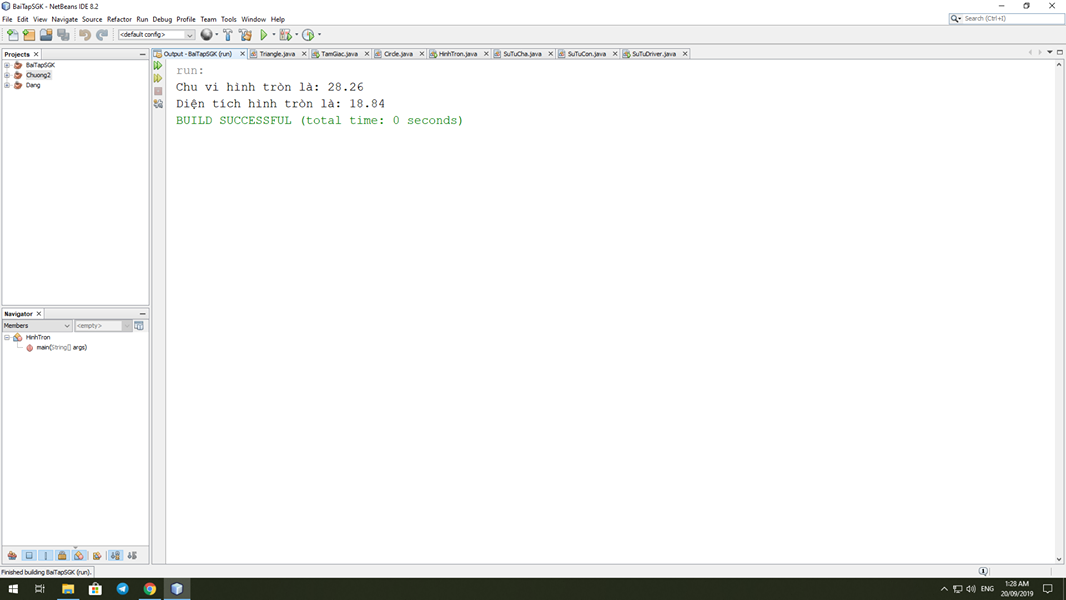 BaiTapSGK - NetBeans IDE 8.2
File Edit View Navigate Source Refactor Run Debug Profile Team Tools Window Help
Search (Ctrl+I)
<default config>
Projects
Output - BaiTapSGK (run) Triangle.java TamGiac.java Circle.java HinhTron.java SuTuCha.java SuTuCon.java SuTuDriver.java
BaiTapSGK
Chuong2
Dang
run:
Chu vi hình tròn là: 28.26
Diện tích hình tròn là: 18.84
BUILD SUCCESSFUL (total time: 0 seconds)
Navigator
Members <empty>
HinhTron
main(String[] args)
Finished building BaiTapSGK (run).
1
ENG
1:28 AM
20/09/2019